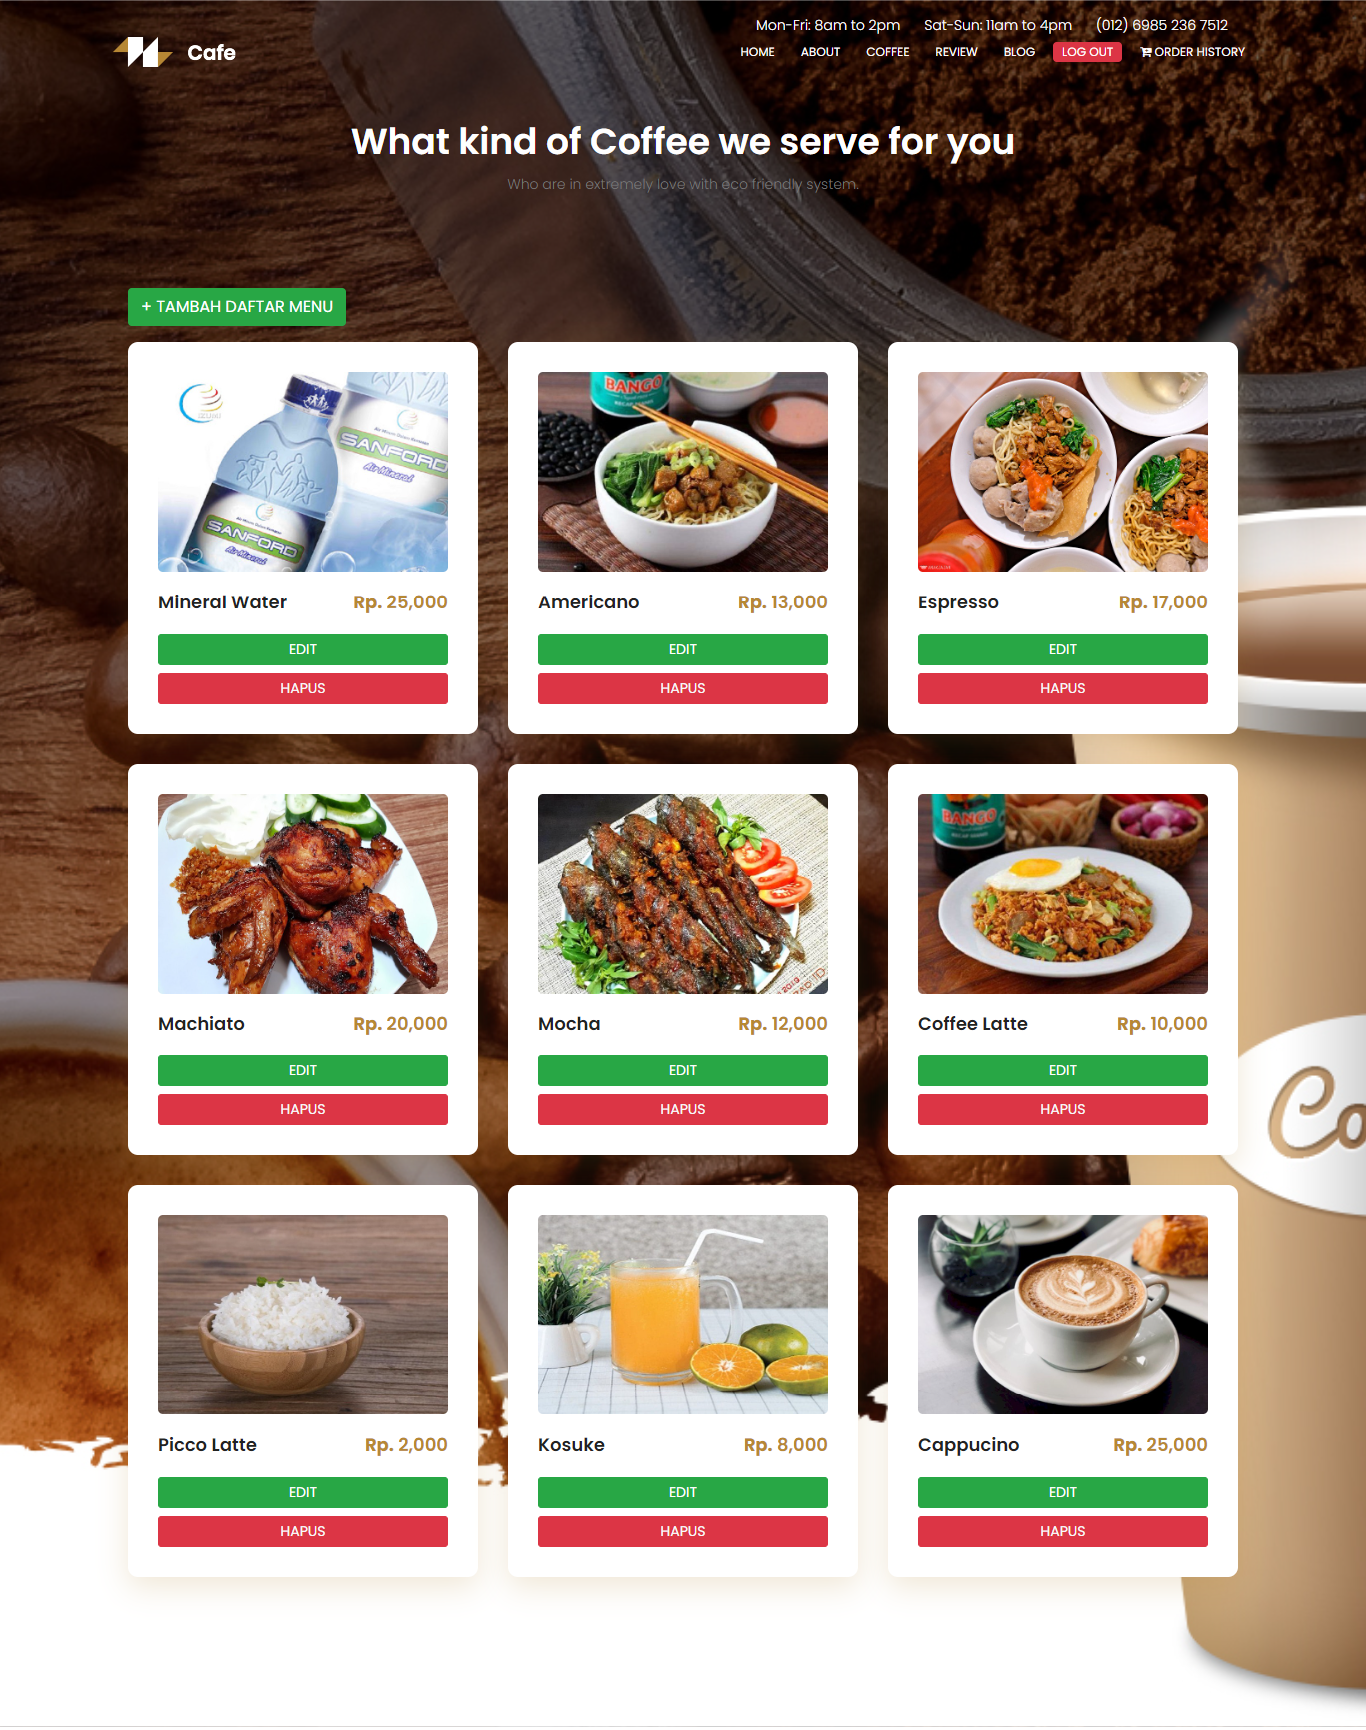 Mon-Fri: 8am to 2pm Sat-Sun: 11am to 4pm (012) 6985 236 7512
Cafe
HOME ABOUT COFFEE REVIEW BLOG LOG OUT ORDER HISTORY
What kind of Coffee we serve for you
Who are in extremely love with eco friendly system.
+ TAMBAH DAFTAR MENU
SANFORD
Air Mineral
SANFORD
Air Mineral
BANGO
Mineral Water Rp. 25,000
EDIT
HAPUS
Americano Rp. 13,000
EDIT
HAPUS
Espresso Rp. 17,000
EDIT
HAPUS
BANGO
Machiato Rp. 20,000
EDIT
HAPUS
Mocha Rp. 12,000
EDIT
HAPUS
Coffee Latte Rp. 10,000
EDIT
HAPUS
Co
Picco Latte Rp. 2,000
EDIT
HAPUS
Kosuke Rp. 8,000
EDIT
HAPUS
Cappucino Rp. 25,000
EDIT
HAPUS